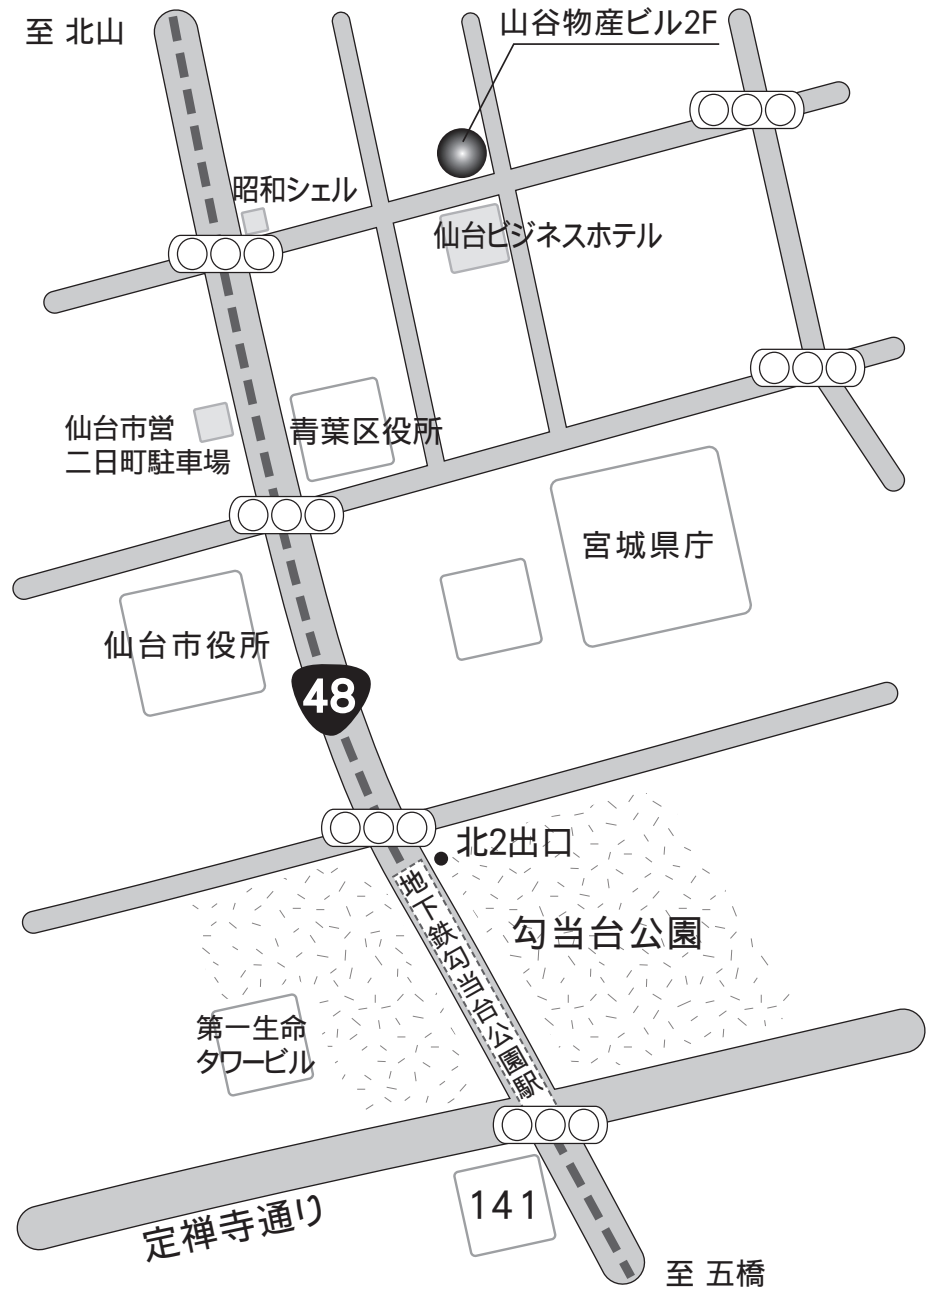 至 北山
山谷物産ビル2F
昭和シェル
仙台ビジネスホテル
仙台市営
二日町駐車場
青葉区役所
宮城県庁
仙台市役所
48
北2出口
地下鉄勾当台公園駅
勾当台公園
第一生命
タワービル
141
定禅寺通り
至 五橋